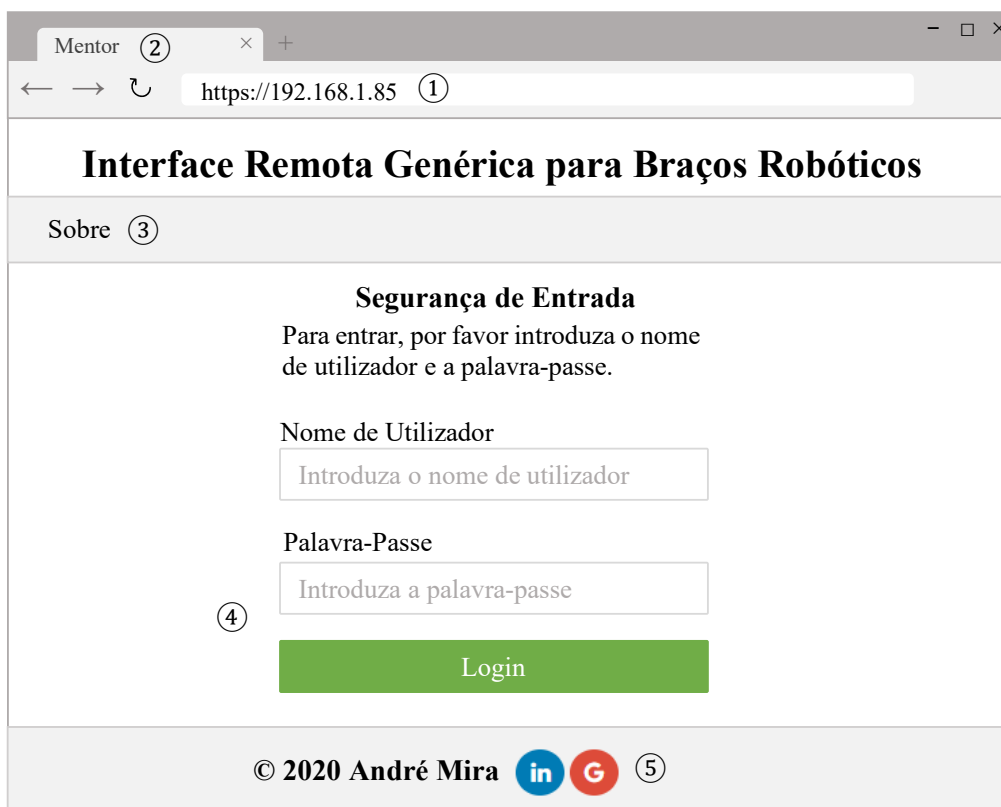 Mentor ②
https://192.168.1.85 ①
Interface Remota Genérica para Braços Robóticos
Sobre ③
Segurança de Entrada
Para entrar, por favor introduza o nome
de utilizador e a palavra-passe.
Nome de Utilizador
Introduza o nome de utilizador
Palavra-Passe
Introduza a palavra-passe
④
Login
© 2020 André Mira in G ⑤